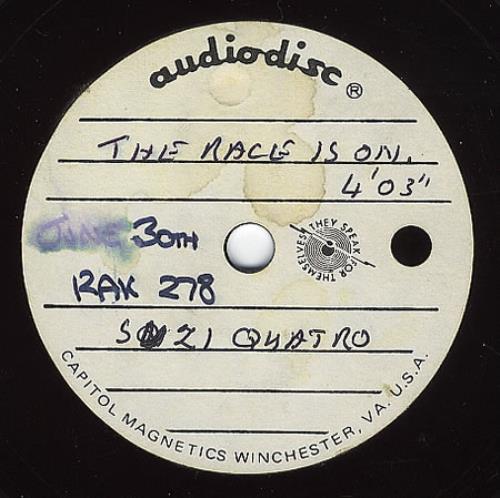 audiodisc ®
THE RACE IS ON.
4'03"
THEY SPEAK FOR THEMSELVES
JUNE 30TH
RAK 278
SUZI QUATRO
CAPITOL MAGNETICS WINCHESTER, VA. U.S.A.